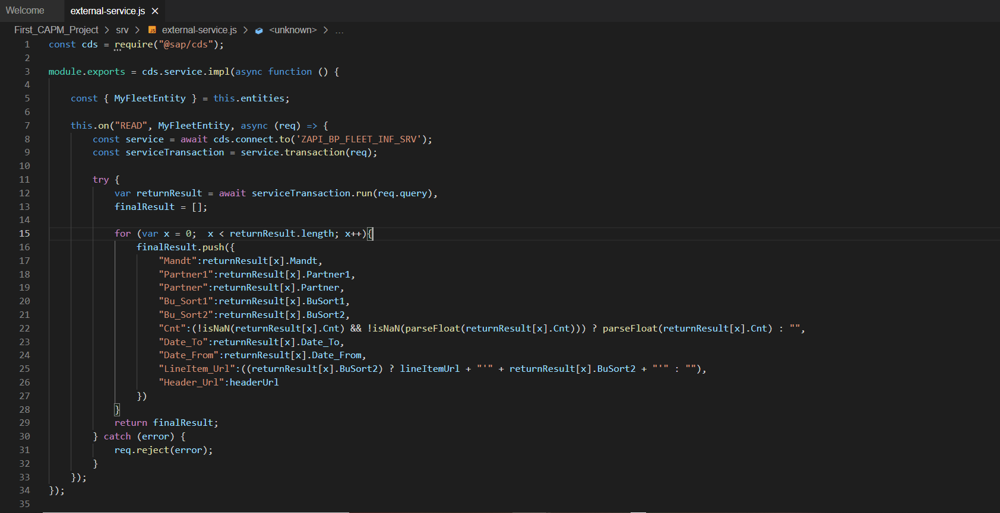 Welcome
external-service.js ×
First_CAPM_Project > srv > JS external-service.js > <unknown> > ...
1 const cds = require("@sap/cds");
2
3 module.exports = cds.service.impl(async function () {
4
5 const { MyFleetEntity } = this.entities;
6
7 this.on("READ", MyFleetEntity, async (req) => {
8 const service = await cds.connect.to('ZAPI_BP_FLEET_INF_SRV');
9 const serviceTransaction = service.transaction(req);
10
11 try {
12 var returnResult = await serviceTransaction.run(req.query),
13 finalResult = [];
14
15 for (var x = 0;  x < returnResult.length; x++){
16 finalResult.push({
17 "Mandt":returnResult[x].Mandt,
18 "Partner1":returnResult[x].Partner1,
19 "Partner":returnResult[x].Partner,
20 "Bu_Sort1":returnResult[x].BuSort1,
21 "Bu_Sort2":returnResult[x].BuSort2,
22 "Cnt":(!isNaN(returnResult[x].Cnt) && !isNaN(parseFloat(returnResult[x].Cnt))) ? parseFloat(returnResult[x].Cnt) : "",
23 "Date_To":returnResult[x].Date_To,
24 "Date_From":returnResult[x].Date_From,
25 "LineItem_Url":((returnResult[x].BuSort2) ? lineItemUrl + "'" + returnResult[x].BuSort2 + "'" : ""),
26 "Header_Url":headerUrl
27 })
28 }
29 return finalResult;
30 } catch (error) {
31 req.reject(error);
32 }
33 });
34 });
35